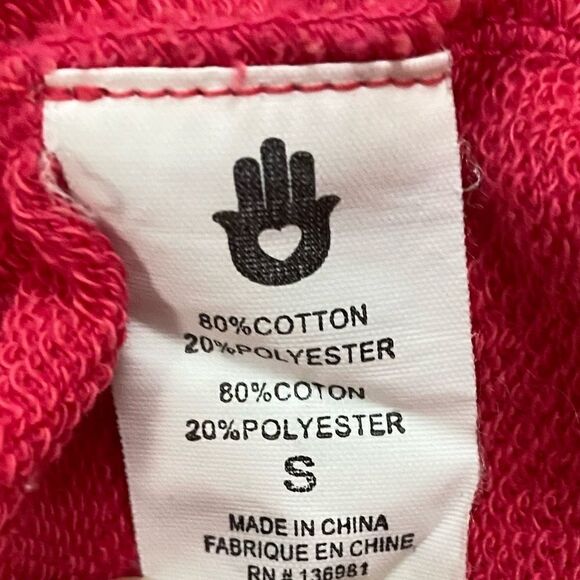 80%COTTON
20%POLYESTER
80%COTON
20%POLYESTER
S
MADE IN CHINA
FABRIQUE EN CHINE
RN # 136981